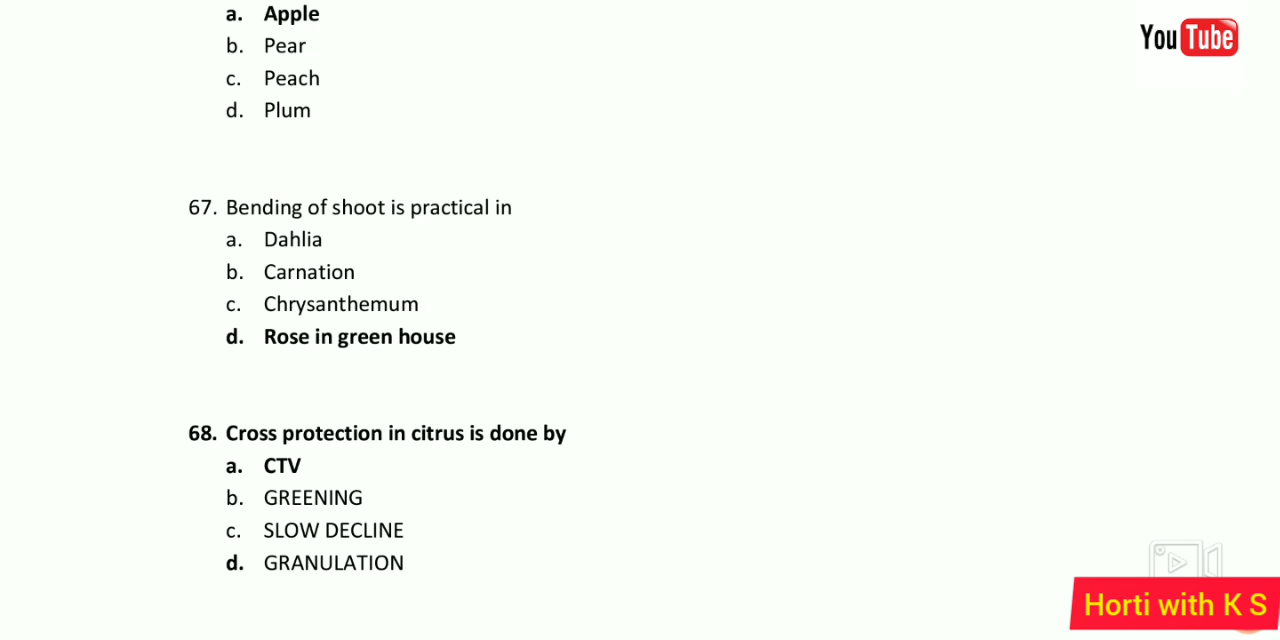 a. Apple
b. Pear
c. Peach
d. Plum
67. Bending of shoot is practical in
a. Dahlia
b. Carnation
c. Chrysanthemum
d. Rose in green house
68. Cross protection in citrus is done by
a. CTV
b. GREENING
c. SLOW DECLINE
d. GRANULATION
You Tube
Horti with K S